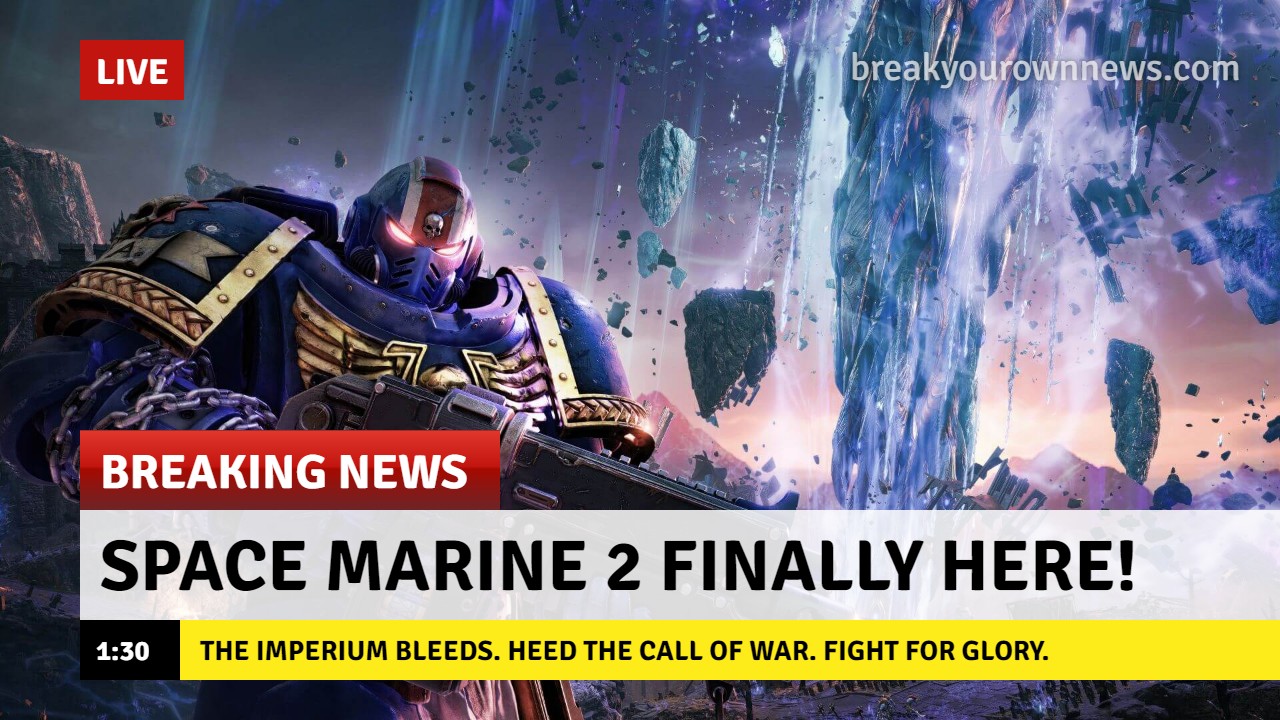 LIVE
breakyourownnews.com
BREAKING NEWS
SPACE MARINE 2 FINALLY HERE!
1:30
THE IMPERIUM BLEEDS. HEED THE CALL OF WAR. FIGHT FOR GLORY.